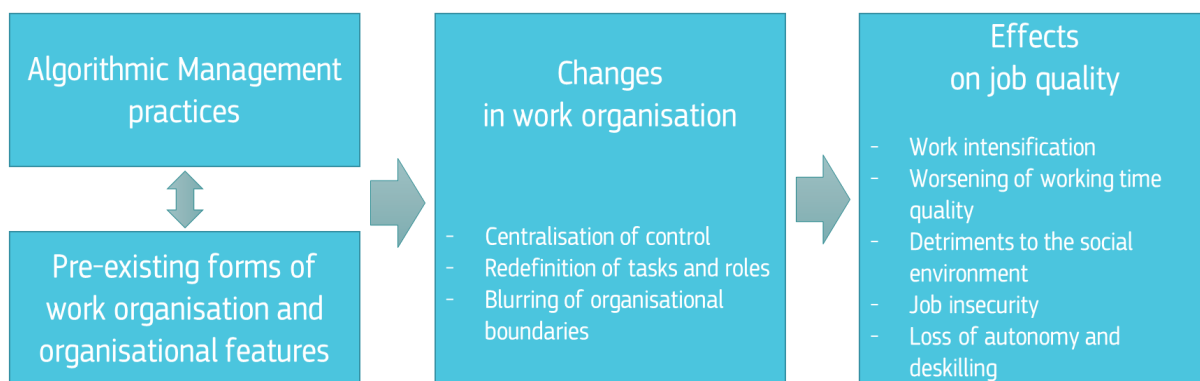 Algorithmic Management
practices
Pre-existing forms of
work organisation and
organisational features
Changes
in work organisation
- Centralisation of control
- Redefinition of tasks and roles
- Blurring of organisational
boundaries
Effects
on job quality
- Work intensification
- Worsening of working time
quality
- Detriments to the social
environment
- Job insecurity
- Loss of autonomy and
deskilling